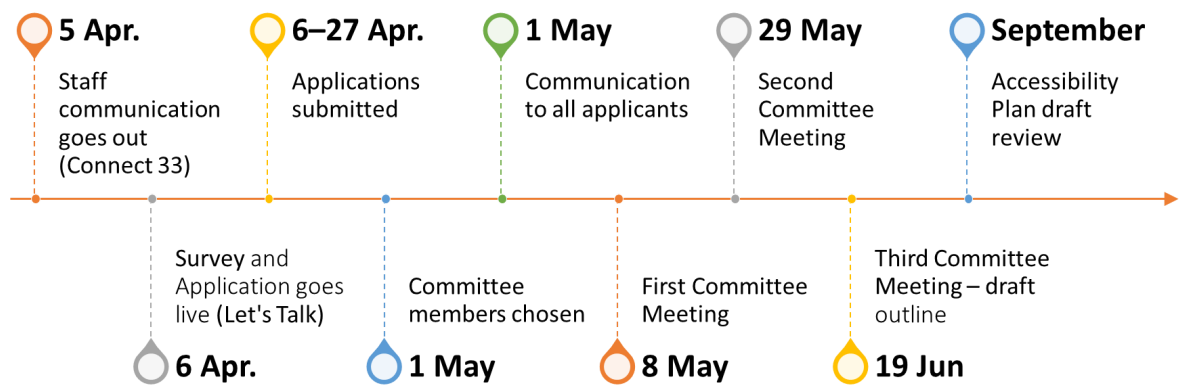 5 Apr.
Staff
communication
goes out
(Connect 33)
6–27 Apr.
Applications
submitted
1 May
Communication
to all applicants
29 May
Second
Committee
Meeting
September
Accessibility
Plan draft
review
Survey and
Application goes
live (Let's Talk)
6 Apr.
Committee
members chosen
1 May
First Committee
Meeting
8 May
Third Committee
Meeting – draft
outline
19 Jun